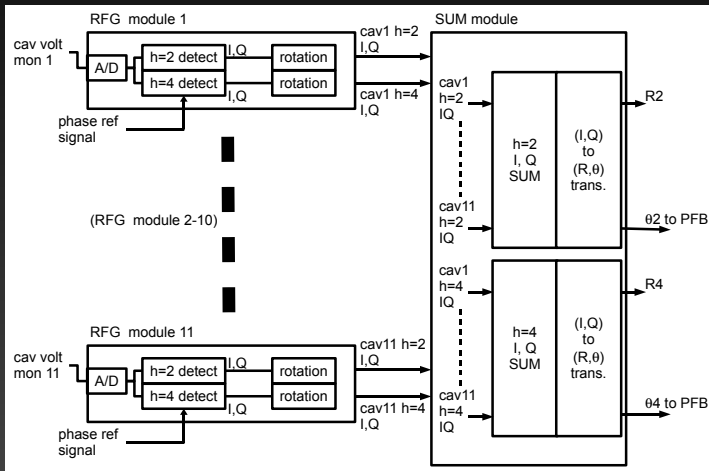 RFG module 1
SUM module
cav volt
mon 1
A/D
h=2 detect
h=4 detect
I,Q
I,Q
rotation
rotation
cav1 h=2
I,Q
cav1 h=4
I,Q
phase ref
signal
(RFG module 2-10)
cav1
h=2
IQ
cav11
h=2
IQ
h=2
I, Q
SUM
(I,Q)
to
(R,θ)
trans.
R2
θ2 to PFB
cav1
h=4
IQ
cav11
h=4
IQ
h=4
I, Q
SUM
(I,Q)
to
(R,θ)
trans.
R4
θ4 to PFB
RFG module 11
cav volt
mon 11
A/D
h=2 detect
h=4 detect
I,Q
I,Q
rotation
rotation
cav11 h=2
I,Q
cav11 h=4
I,Q
phase ref
signal